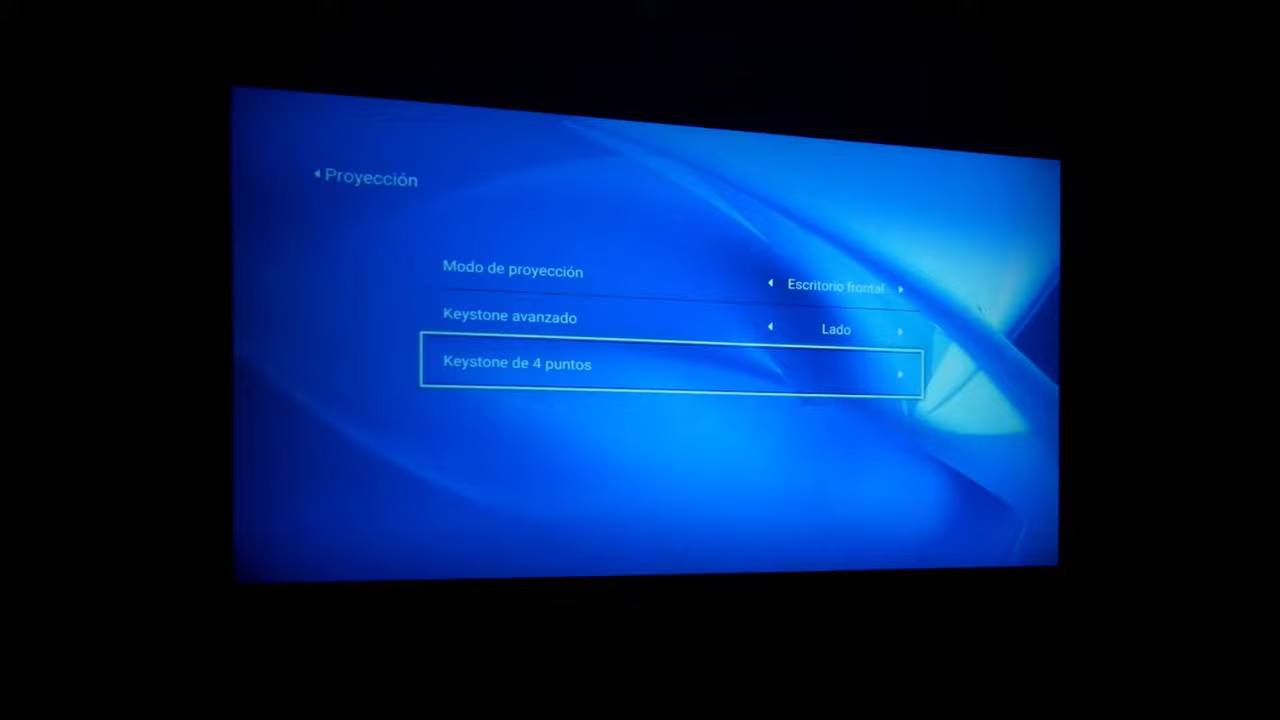 Proyección
Modo de proyección
Escritorio frontal
Keystone avanzado
Lado
Keystone de 4 puntos